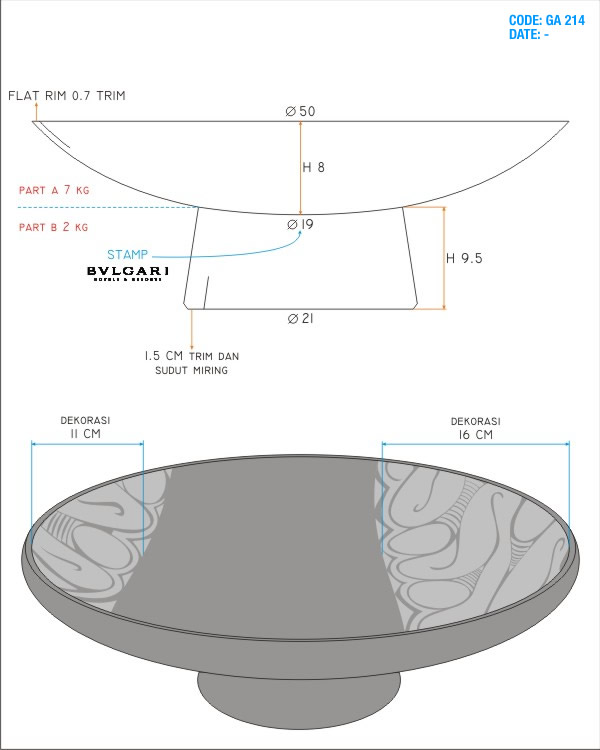 CODE: GA 214
DATE: -
FLAT RIM 0.7 TRIM
Ø 50
H 8
PART A 7 KG
PART B 2 KG
Ø 19
STAMP
BVLGARI
HOTELS & RESORTS
H 9.5
Ø 21
1.5 CM TRIM DAN
SUDUT MIRING
DEKORASI
11 CM
DEKORASI
16 CM